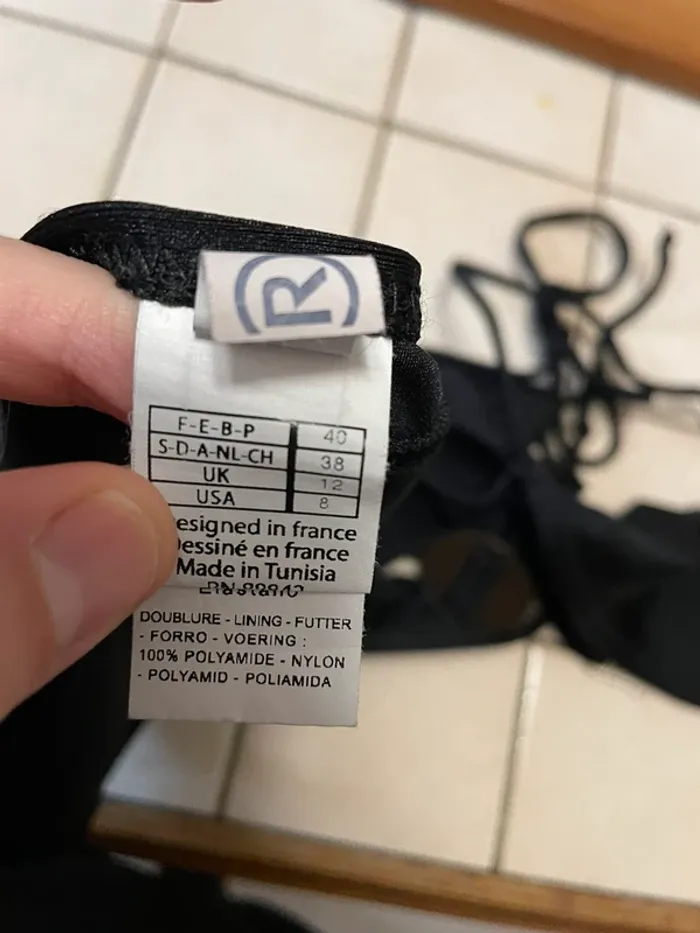 (R)
F-E-B-P 40
S-D-A-NL-CH 38
UK 12
USA 8
esigned in france
essiné en france
Made in Tunisia
DOUBLURE - LINING - FUTTER
- FORRO - VOERING :
100% POLYAMIDE - NYLON
- POLYAMID - POLIAMIDA